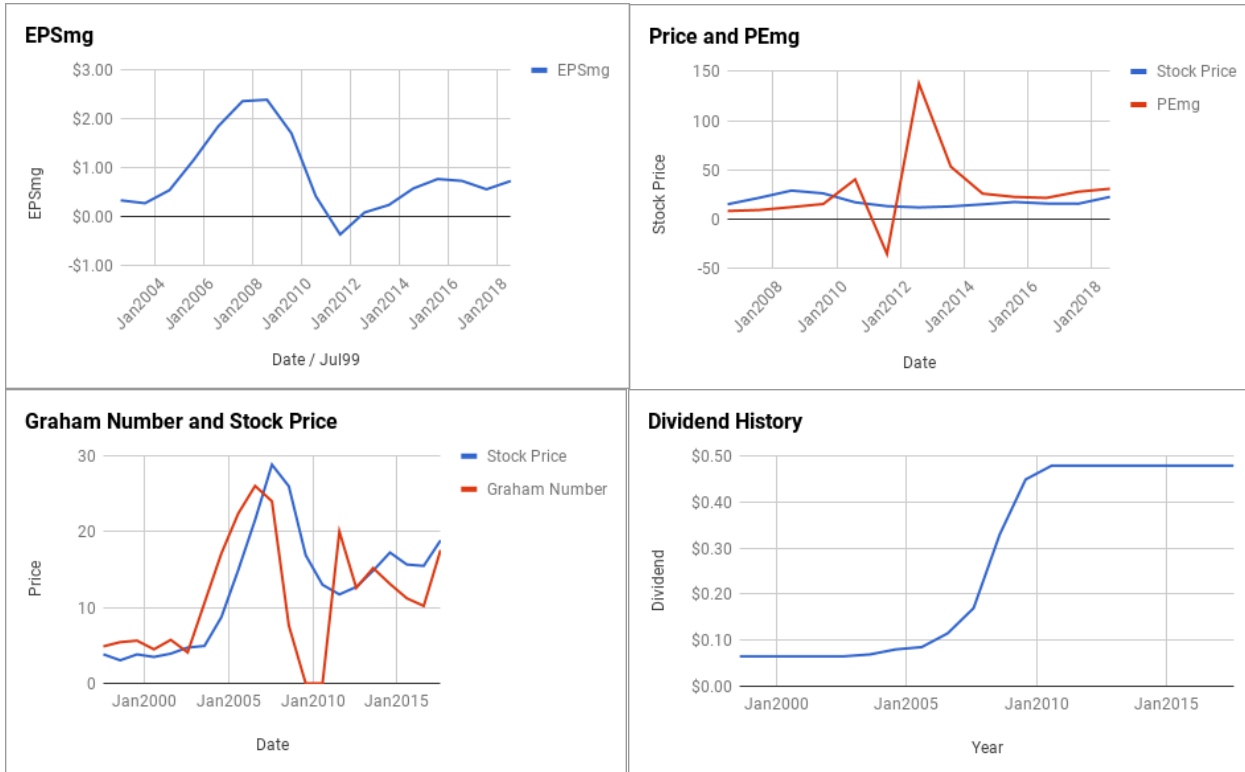 EPSmg
EPSmg
$3.00
$2.00
$1.00
$0.00
-$1.00
EPSmg
Jan2004
Jan2006
Jan2008
Jan2010
Jan2012
Jan2014
Jan2016
Jan2018
Date / Jul99
Price and PEmg
Stock Price
PEmg
150
100
50
0
-50
Stock Price
Jan2008
Jan2010
Jan2012
Jan2014
Jan2016
Jan2018
Date
Graham Number and Stock Price
Stock Price
Graham Number
30
20
10
0
Price
Jan2000
Jan2005
Jan2010
Jan2015
Date
Dividend History
$0.50
$0.40
$0.30
$0.20
$0.10
$0.00
Dividend
Jan2000
Jan2005
Jan2010
Jan2015
Year